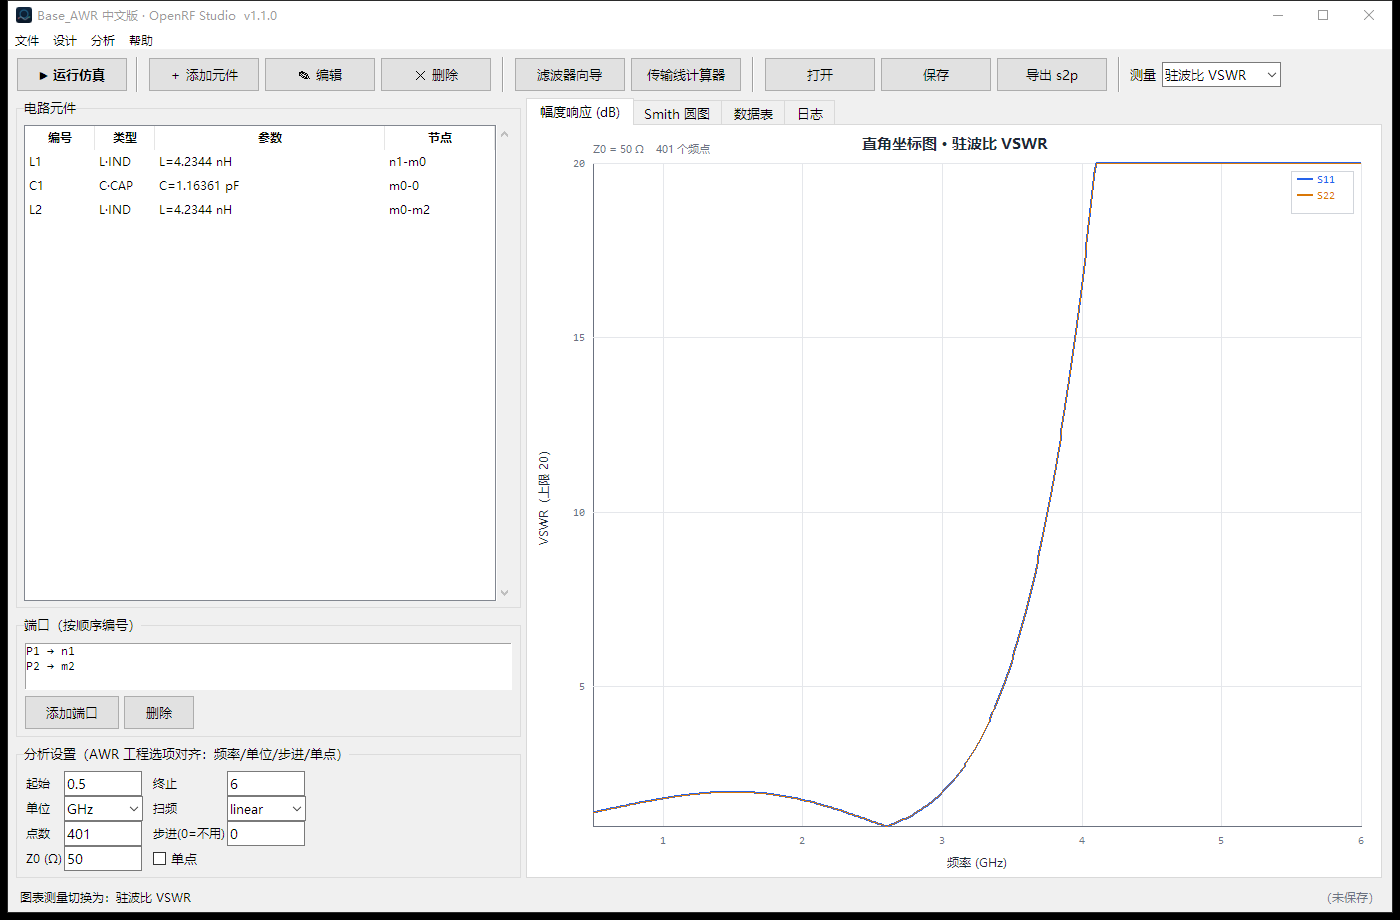 Base_AWR 中文版 · OpenRF Studio v1.1.0
文件 设计 分析 帮助
▶ 运行仿真 + 添加元件 ✎ 编辑 ✕ 删除 滤波器向导 传输线计算器 打开 保存 导出 s2p 测量 驻波比 VSWR
电路元件
编号 类型 参数 节点
L1 L·IND L=4.2344 nH n1-m0
C1 C·CAP C=1.16361 pF m0-0
L2 L·IND L=4.2344 nH m0-m2
端口（按顺序编号）
P1 → n1
P2 → m2
添加端口 删除
分析设置（AWR 工程选项对齐：频率/单位/步进/单点）
起始 0.5 终止 6
单位 GHz 扫频 linear
点数 401 步进(0=不用) 0
Z0 (Ω) 50 单点
幅度响应 (dB) Smith 圆图 数据表 日志
直角坐标图 · 驻波比 VSWR
Z0 = 50 Ω 401 个频点
S11
S22
20
15
10
5
VSWR（上限 20）
1 2 3 4 5 6
频率 (GHz)
图表测量切换为：驻波比 VSWR
(未保存)